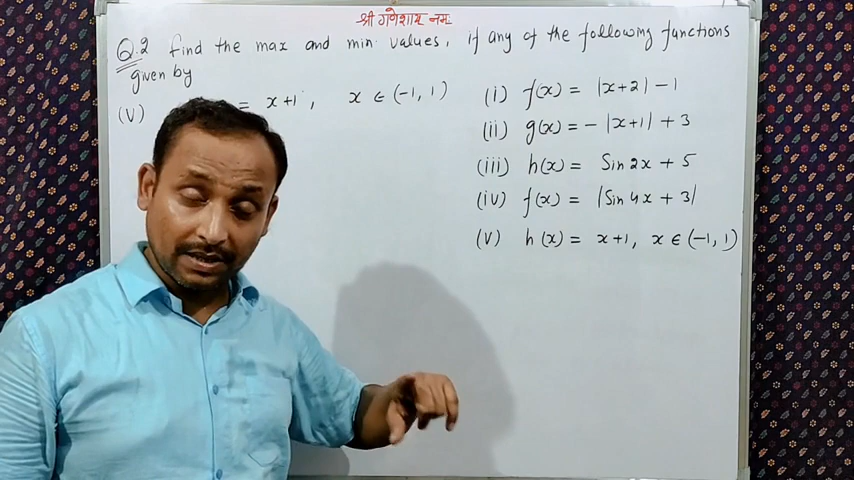 श्री गणेशाय नमः
Q.2 find the max and min. values, if any of the following functions
given by
(V) = x+1, x ∈ (-1, 1)
(i) f(x) = |x+2| - 1
(ii) g(x) = - |x+1| + 3
(iii) h(x) = Sin 2x + 5
(iv) f(x) = |Sin 4x + 3|
(V) h(x) = x+1, x ∈ (-1, 1)